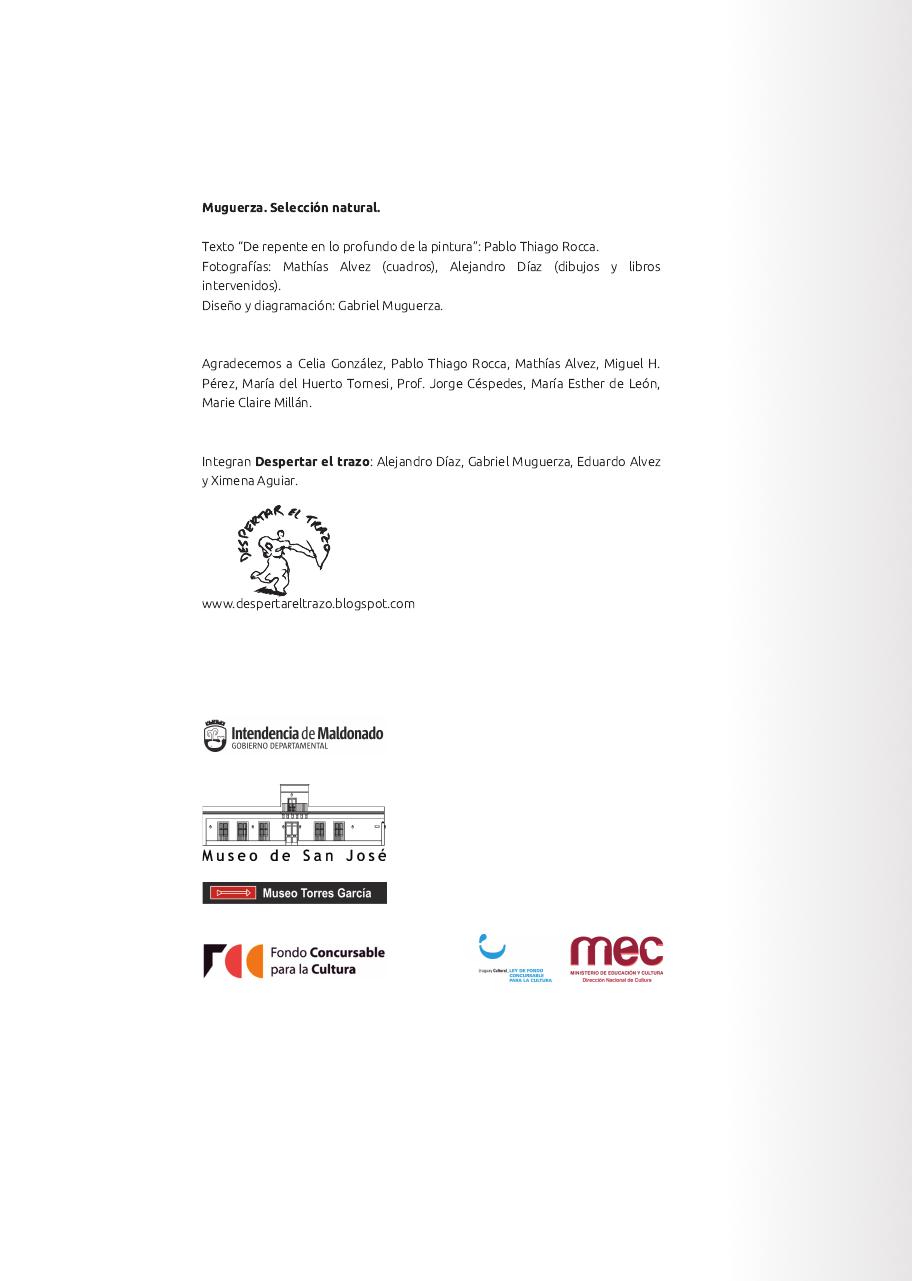 Muguerza. Selección natural.
Texto “De repente en lo profundo de la pintura”: Pablo Thiago Rocca.
Fotografías: Mathías Alvez (cuadros), Alejandro Díaz (dibujos y libros
intervenidos).
Diseño y diagramación: Gabriel Muguerza.
Agradecemos a Celia González, Pablo Thiago Rocca, Mathías Alvez, Miguel H.
Pérez, María del Huerto Tornesi, Prof. Jorge Céspedes, María Esther de León,
Marie Claire Millán.
Integran Despertar el trazo: Alejandro Díaz, Gabriel Muguerza, Eduardo Alvez
y Ximena Aguiar.
DESPERTAR EL TRAZO
www.despertareltrazo.blogspot.com
Intendencia de Maldonado
GOBIERNO DEPARTAMENTAL
Museo de San José
Museo Torres García
Fondo Concursable
para la Cultura
Uruguay Cultural LEY DE FONDO
CONCURSABLE
PARA LA CULTURA
mec
MINISTERIO DE EDUCACIÓN Y CULTURA
Dirección Nacional de Cultura